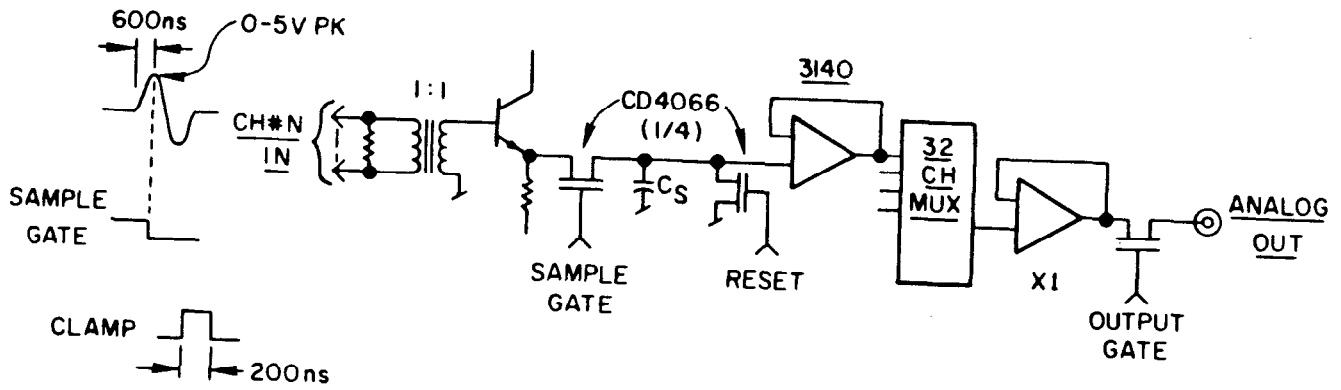 600ns
0-5V PK
CH#N
IN
1:1
CD4066
(1/4)
3140
32
CH
MUX
CS
SAMPLE
GATE
SAMPLE
GATE
RESET
X1
ANALOG
OUT
OUTPUT
GATE
CLAMP
200ns